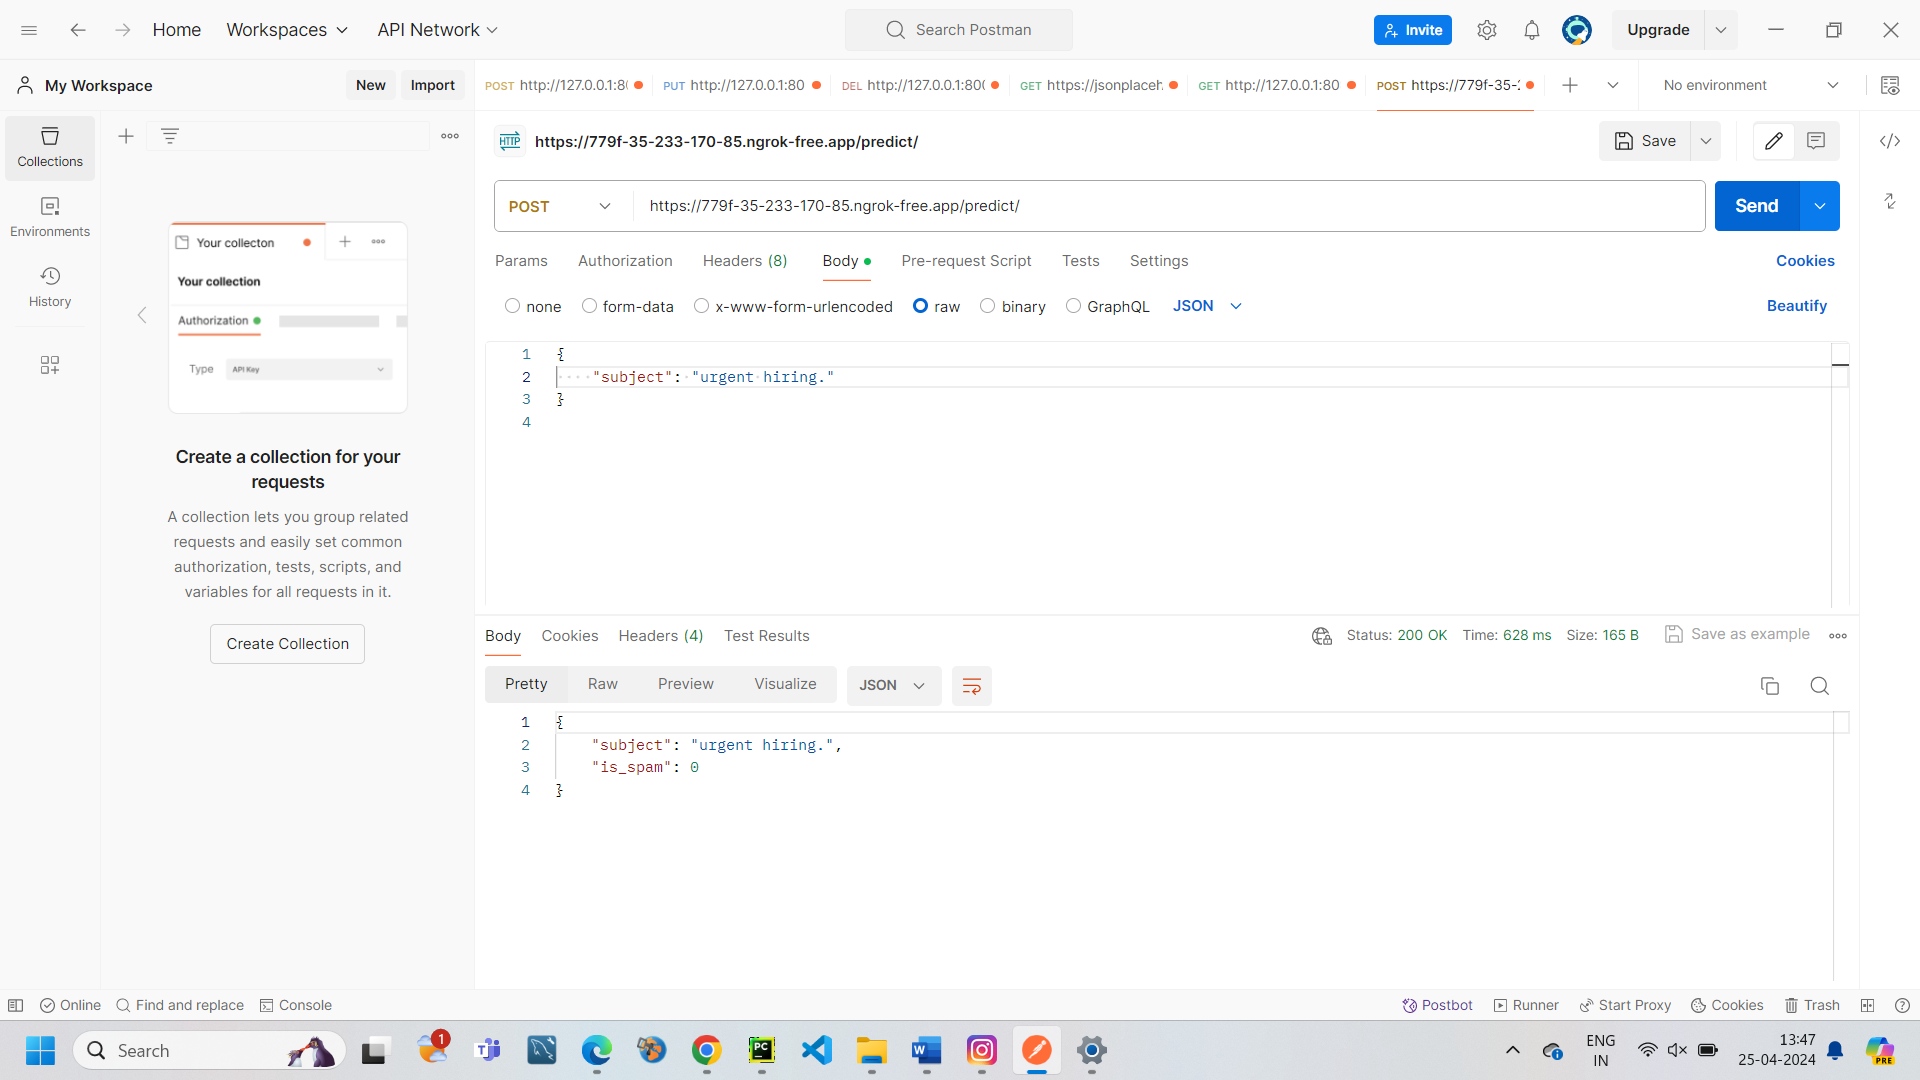 Home
Workspaces
API Network
Search Postman
Invite
Upgrade
My Workspace
New
Import
POST http://127.0.0.1:8
PUT http://127.0.0.1:80
DEL http://127.0.0.1:800
GET https://jsonplaceh
GET http://127.0.0.1:80
POST https://779f-35-
No environment
Collections
Environments
History
HTTP
https://779f-35-233-170-85.ngrok-free.app/predict/
Save
POST
https://779f-35-233-170-85.ngrok-free.app/predict/
Send
Params
Authorization
Headers (8)
Body
Pre-request Script
Tests
Settings
Cookies
none
form-data
x-www-form-urlencoded
raw
binary
GraphQL
JSON
Beautify
1 {
2 "subject": "urgent hiring."
3 }
4
Your collecton
Your collection
Authorization
Type
API Key
Create a collection for your
requests
A collection lets you group related
requests and easily set common
authorization, tests, scripts, and
variables for all requests in it.
Create Collection
Body
Cookies
Headers (4)
Test Results
Status: 200 OK
Time: 628 ms
Size: 165 B
Save as example
Pretty
Raw
Preview
Visualize
JSON
1 {
2 "subject": "urgent hiring.",
3 "is_spam": 0
4 }
Online
Find and replace
Console
Postbot
Runner
Start Proxy
Cookies
Trash
Search
1
PC
W
ENG
IN
13:47
25-04-2024
PRE